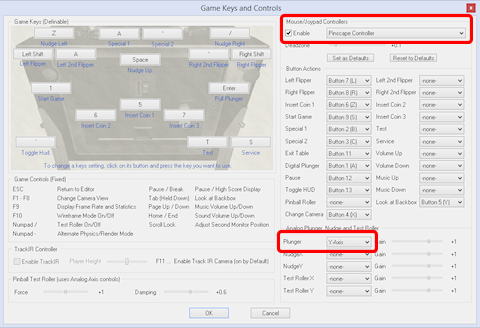 Game Keys and Controls
Game Keys (Definable)
Z
Nudge Left
A
Special 1
'
Special 2
/
Nudge Right
Left Shift
Left Flipper
Left Alt
Left 2nd Flipper
Space
Nudge Up
Right Alt
Right 2nd Flipper
Right Shift
Right Flipper
1
Start Game
Enter
Pull Plunger
5
Insert Coin 1
6
Insert Coin 2
7
Insert Coin 3
Toggle Hud
T
Test
S
Service
To change a keys setting, click on its button and press the key you want to use.
Game Controls (Fixed)
ESC Return to Editor Pause / Break Pause / High Score Display
F1 - F8 Change Camera View Tab (Held Down) Look at Backbox
F9 Display Frame Rate and Statistics Page Up / Down Music Volume Up/Down
F10 Wireframe Mode On/Off Home / End Sound Volume Up/Down
Numpad / Test Roller On/Off Scroll Lock Adjust Second Monitor Position
Numpad - Alternate Physics/Render Mode
TrackIR Controller
Enable TrackIR Player Height F11 ... Enable Track IR Camera (on by Default)
Pinball Test Roller (uses Analog Axis controls)
Force +1 Damping +0.6
Mouse/Joypad Controllers
Enable Pinscape Controller
Deadzone +0.1
Set as Defaults Reset to Defaults
Button Actions
Left Flipper Button 7 (L) Left 2nd Flipper -none-
Right Flipper Button 8 (R) Right 2nd Flipper -none-
Insert Coin 1 Button 6 (Z) Insert Coin 2 -none-
Start Game Button 9 (S) Insert Coin 3 -none-
Special 1 Button 2 (B) Test -none-
Special 2 Button 3 (C) Service -none-
Exit Table Button 11 Volume Up -none-
Digital Plunger Button 1 (A) Volume Down -none-
Pause Button 12 Music Up -none-
Toggle HUD Button 13 Music Down -none-
Pinball Roller -none- Look at Backbox Button 5 (Y)
Change Camera Button 4 (X)
Analog Plunger, Nudge and Test Roller
Plunger Y-Axis Gain +1
NudgeX -none- Gain +1
NudgeY -none- Gain +1
Test Roller X -none- Gain +1
Test Roller Y -none- Gain +1
OK Cancel